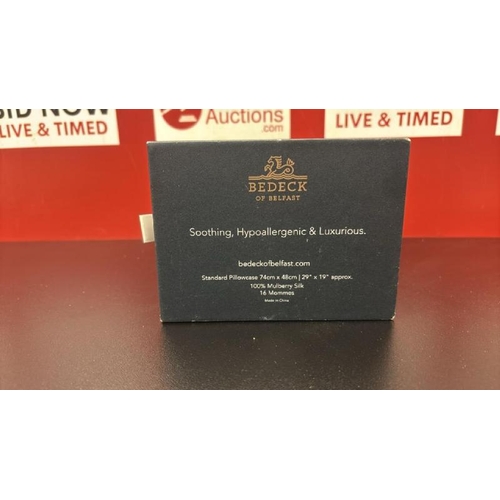 BID NOW
LIVE & TIMED
Auctions
.com
LIVE & TIMED
BEDECK
OF BELFAST
Soothing, Hypoallergenic & Luxurious.
bedeckofbelfast.com
Standard Pillowcase 74cm x 48cm | 29" x 19" approx.
100% Mulberry Silk
16 Mommes
Made in China